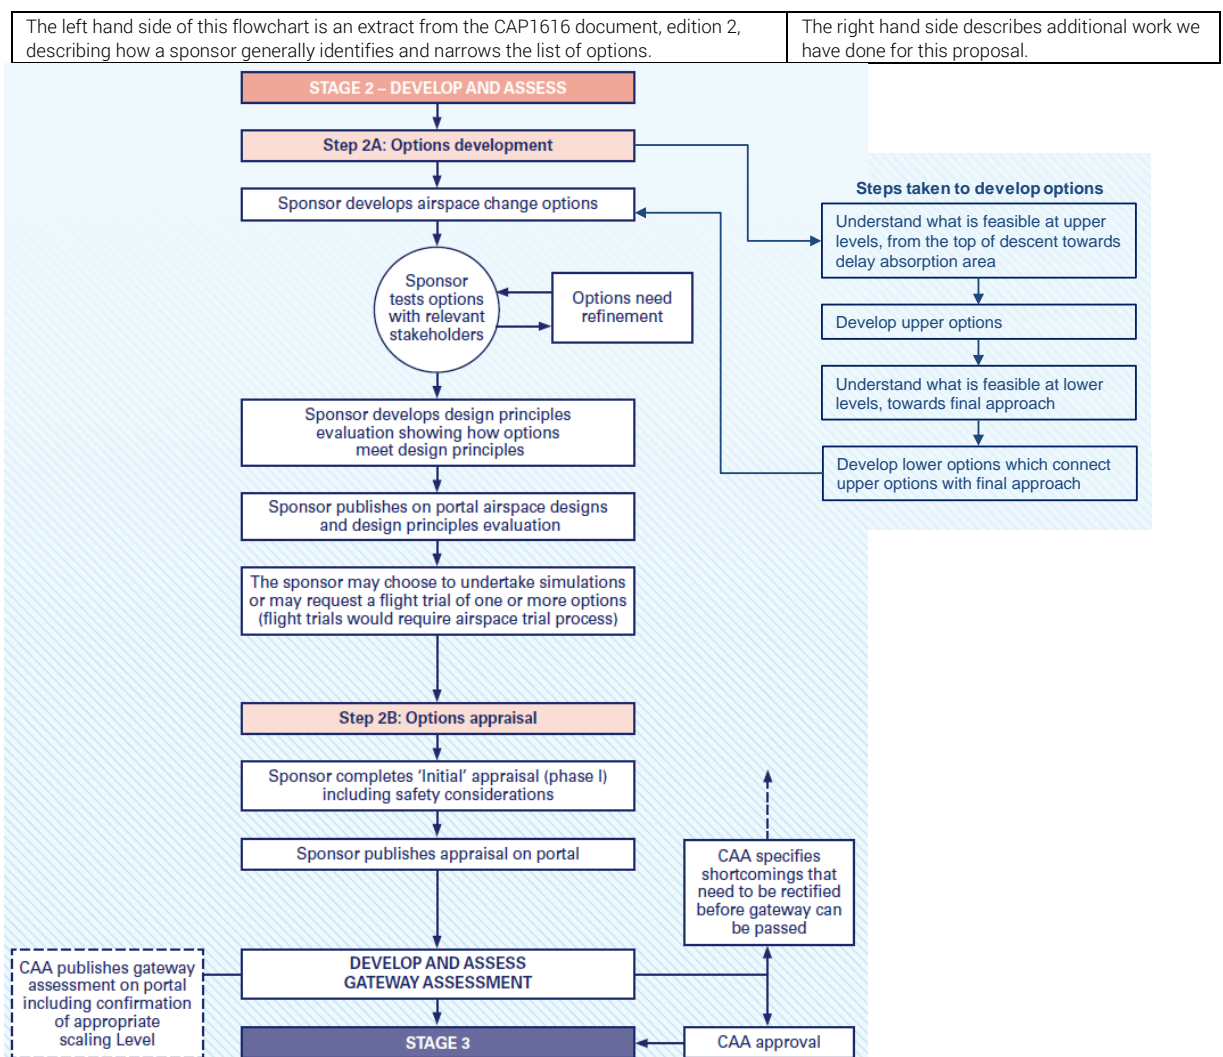 The left hand side of this flowchart is an extract from the CAP1616 document, edition 2,
describing how a sponsor generally identifies and narrows the list of options.
The right hand side describes additional work we
have done for this proposal.
STAGE 2 – DEVELOP AND ASSESS
Step 2A: Options development
Sponsor develops airspace change options
Sponsor
tests options
with relevant
stakeholders
Options need
refinement
Sponsor develops design principles
evaluation showing how options
meet design principles
Sponsor publishes on portal airspace designs
and design principles evaluation
The sponsor may choose to undertake simulations
or may request a flight trial of one or more options
(flight trials would require airspace trial process)
Steps taken to develop options
Understand what is feasible at upper
levels, from the top of descent towards
delay absorption area
Develop upper options
Understand what is feasible at lower
levels, towards final approach
Develop lower options which connect
upper options with final approach
Step 2B: Options appraisal
Sponsor completes ‘Initial’ appraisal (phase I)
including safety considerations
Sponsor publishes appraisal on portal
CAA specifies
shortcomings that
need to be rectified
before gateway can
be passed
CAA publishes gateway
assessment on portal
including confirmation
of appropriate
scaling Level
DEVELOP AND ASSESS
GATEWAY ASSESSMENT
STAGE 3
CAA approval